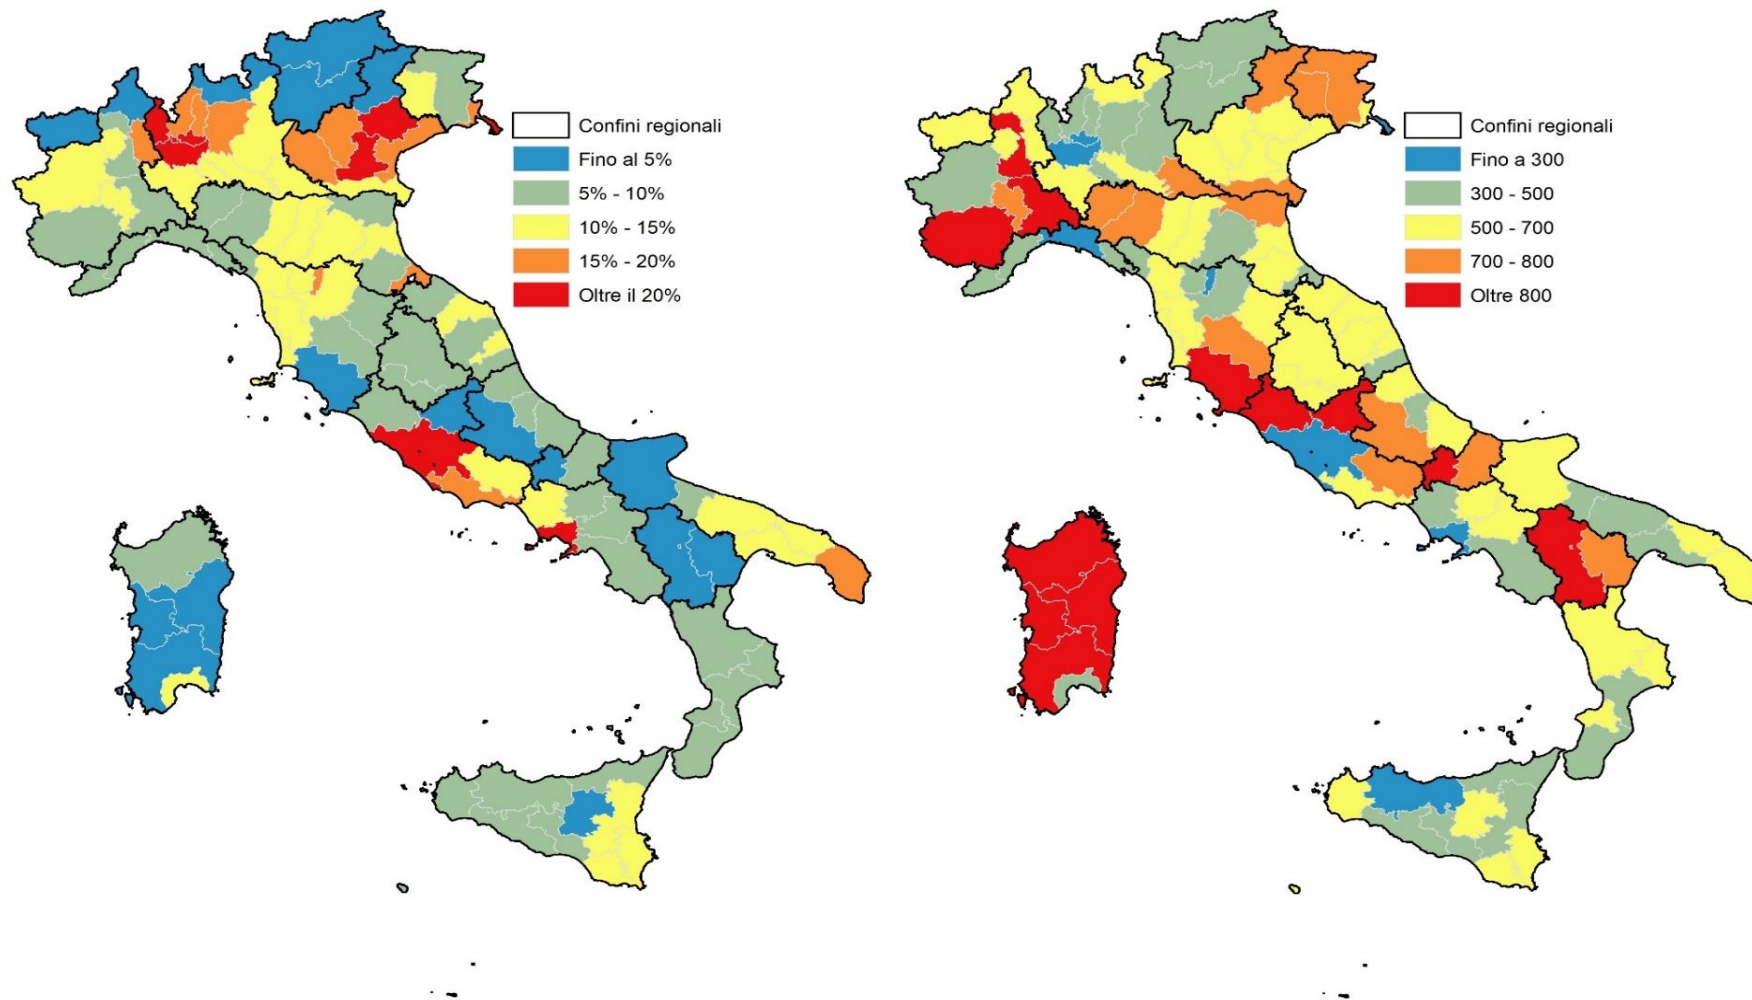 Confini regionali
Fino al 5%
5% - 10%
10% - 15%
15% - 20%
Oltre il 20%
Confini regionali
Fino a 300
300 - 500
500 - 700
700 - 800
Oltre 800